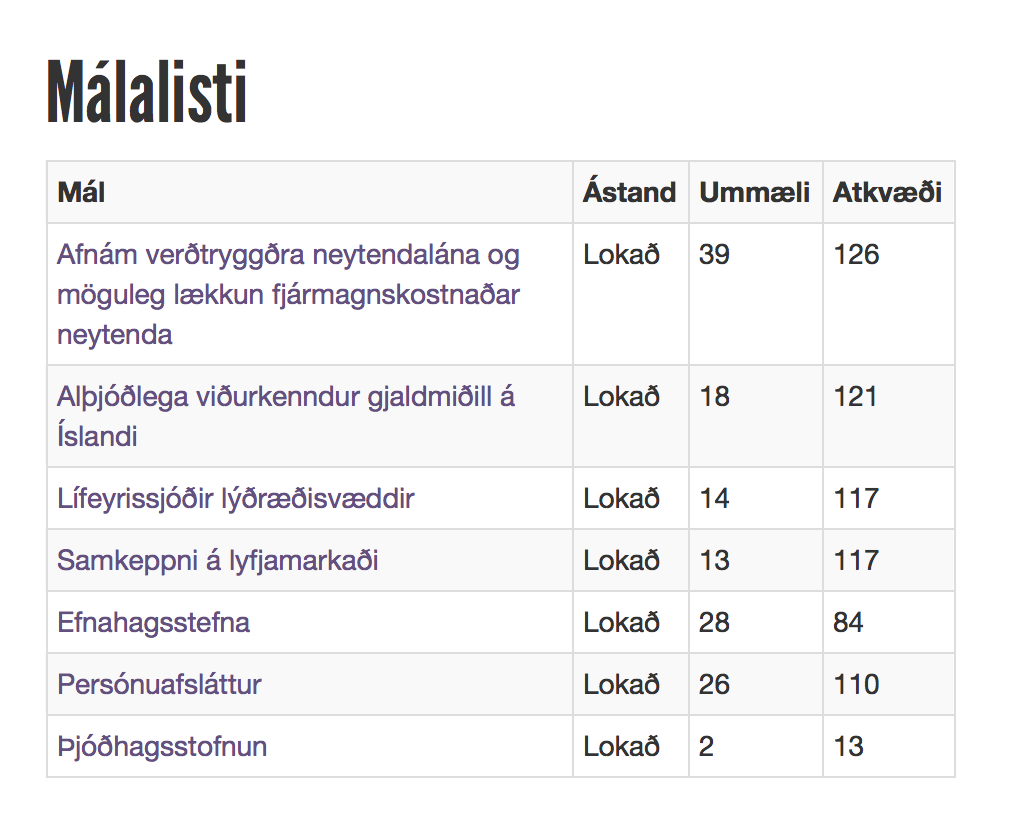 Málalisti
Mál Ástand Ummæli Atkvæði
Afnám verðtryggðra neytendalána og Lokað 39 126
möguleg lækkun fjármagnskostnaðar
neytenda
Alþjóðlega viðurkenndur gjaldmiðill á Lokað 18 121
Íslandi
Lífeyrissjóðir lýðræðisvæddir Lokað 14 117
Samkeppni á lyfjamarkaði Lokað 13 117
Efnahagsstefna Lokað 28 84
Persónuafsláttur Lokað 26 110
Þjóðhagsstofnun Lokað 2 13